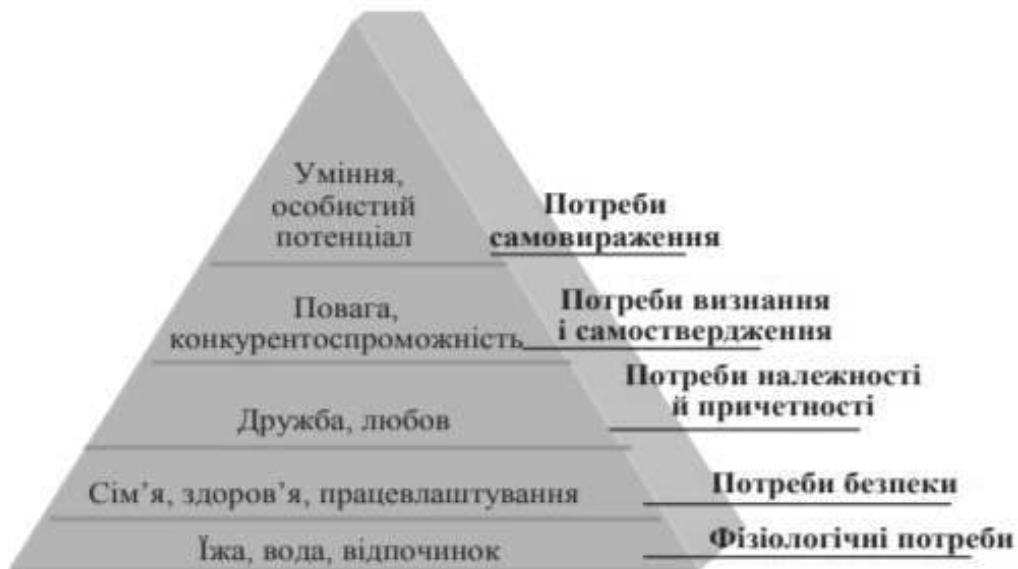 Уміння,
особистий
потенціал
Потреби
самовираження
Повага,
конкурентоспроможність
Потреби визнання
і самоствердження
Дружба, любов
Потреби належності
й причетності
Сім’я, здоров’я, працевлаштування
Потреби безпеки
Їжа, вода, відпочинок
Фізіологічні потреби